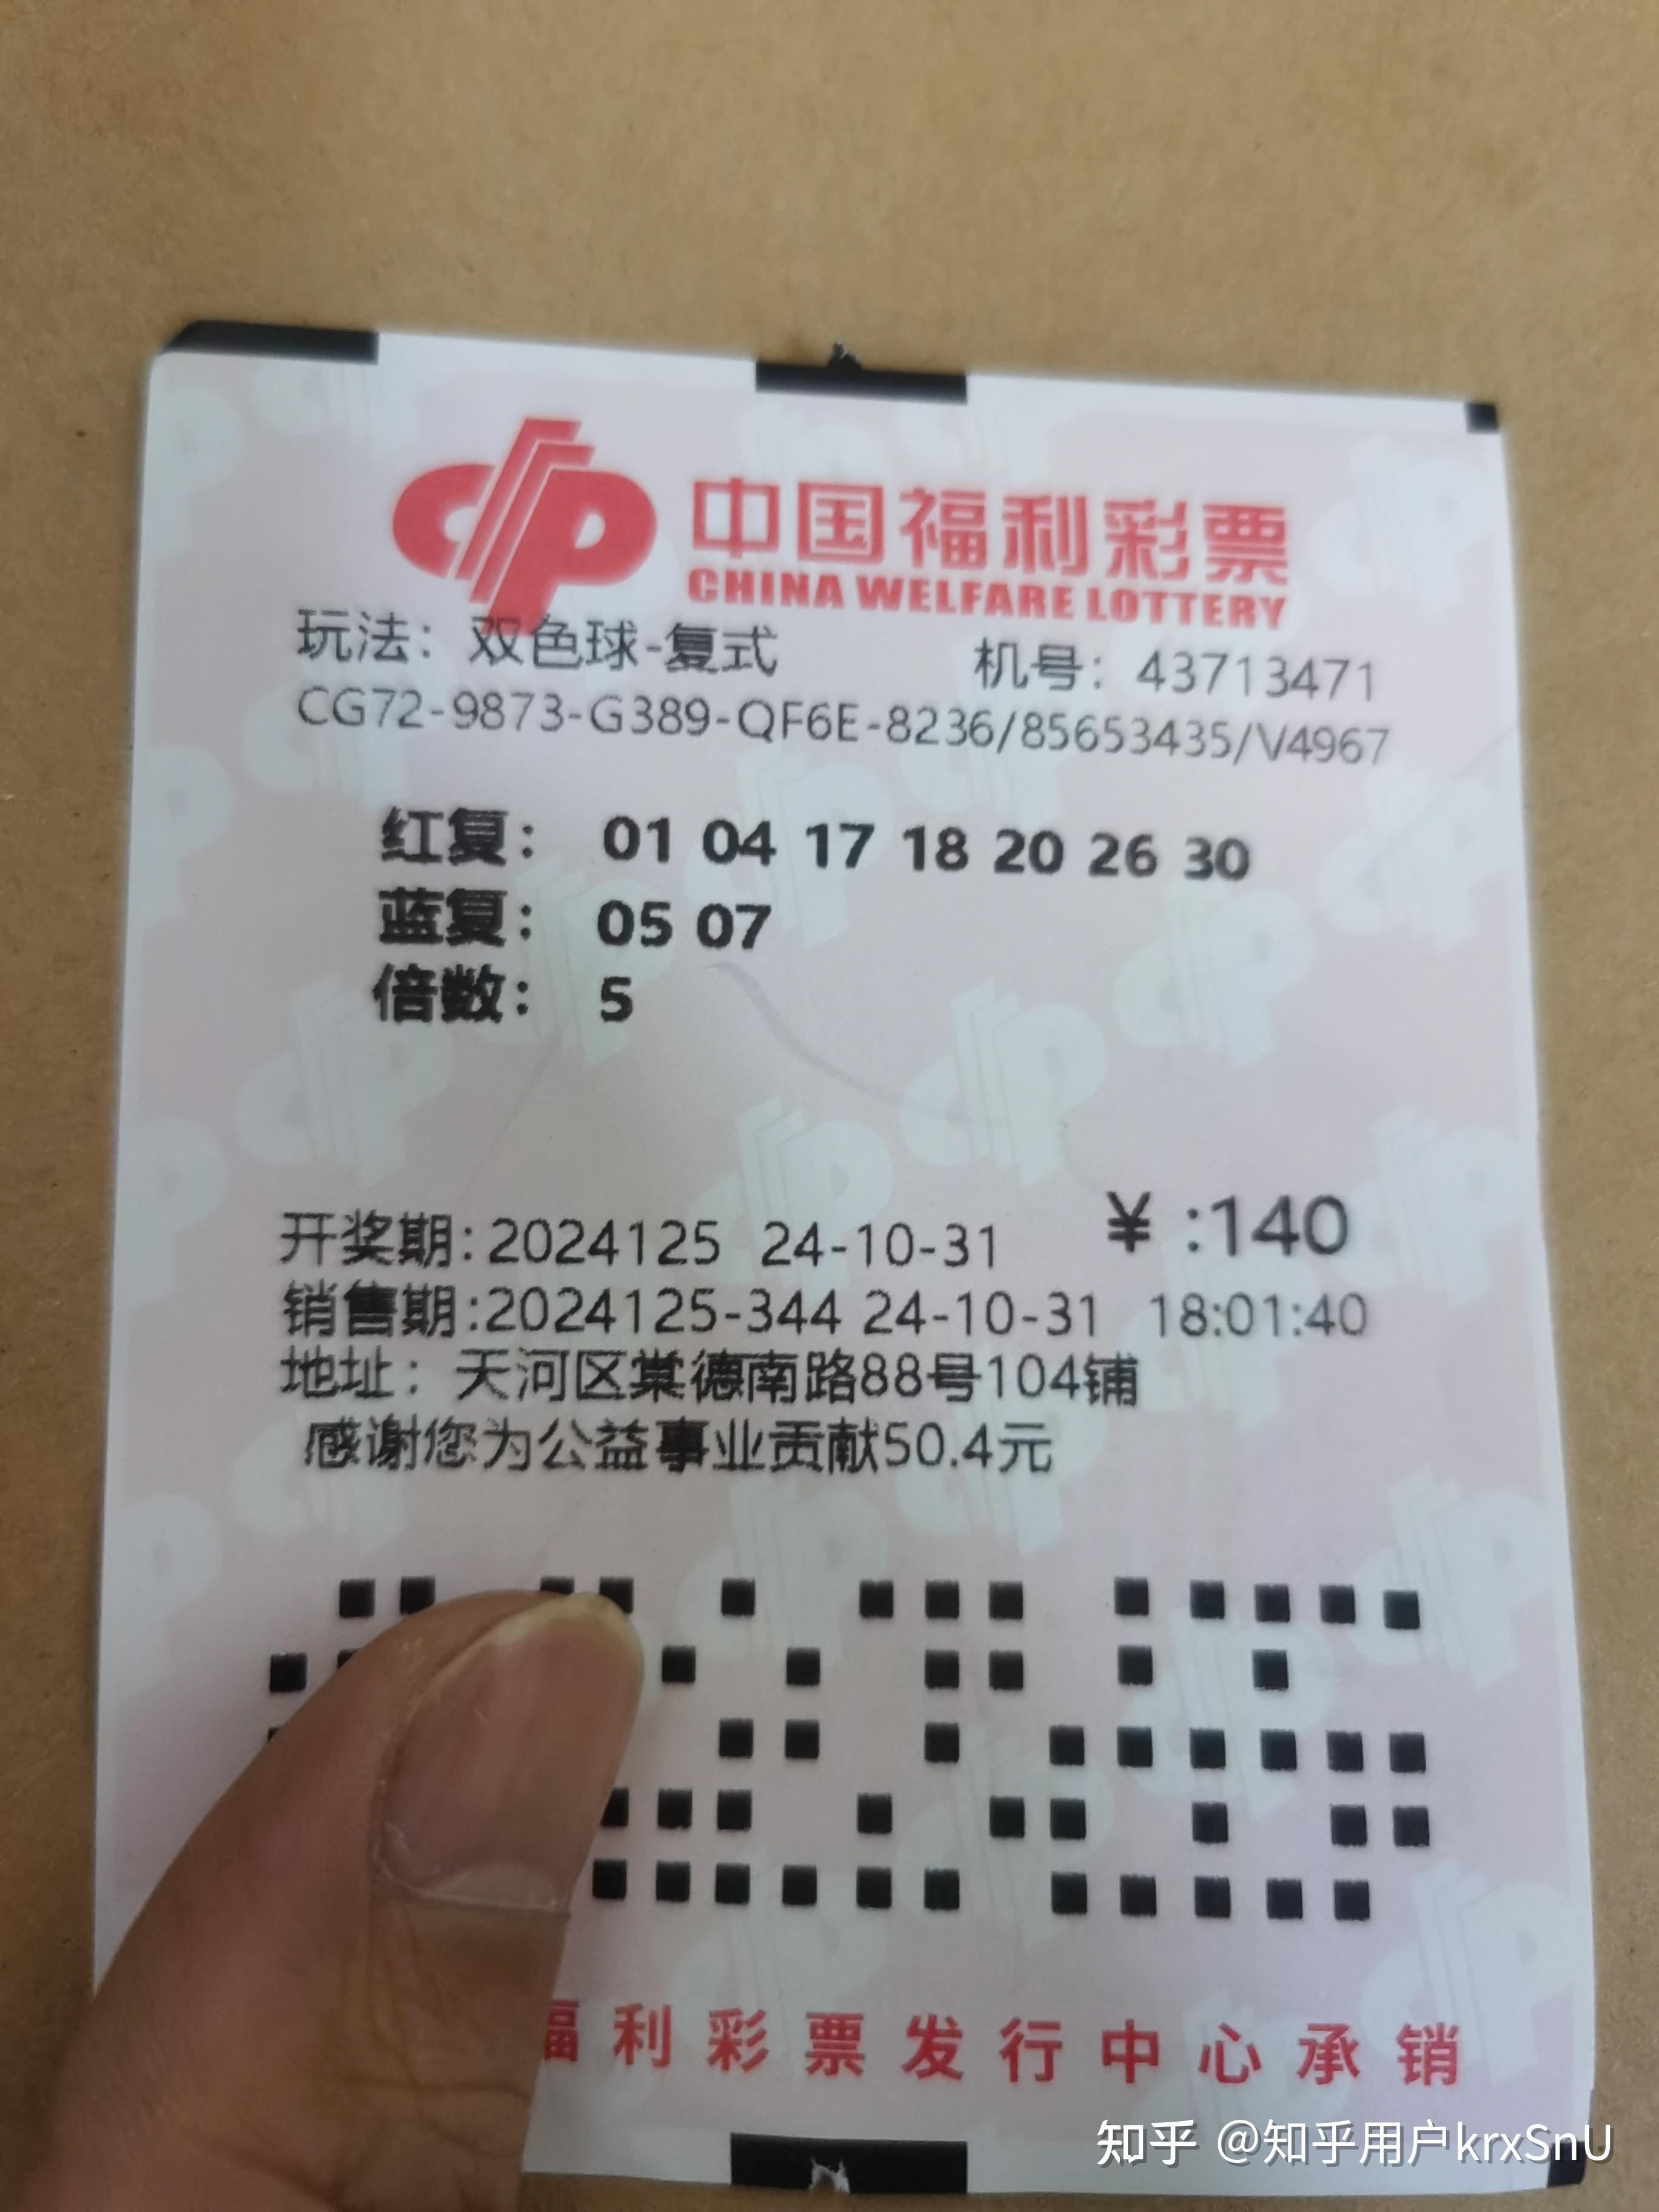 中国福利彩票
CHINA WELFARE LOTTERY
玩法：双色球-复式 机号：43713471
CG72-9873-G389-QF6E-8236/85653435/V4967
红复： 01 04 17 18 20 26 30
蓝复： 05 07
倍数： 5
¥ :140
开奖期:2024125 24-10-31
销售期:2024125-344 24-10-31 18:01:40
地址：天河区棠德南路88号104铺
感谢您为公益事业贡献50.4元
福利彩票发行中心承销
知乎 @知乎用户krxSnU